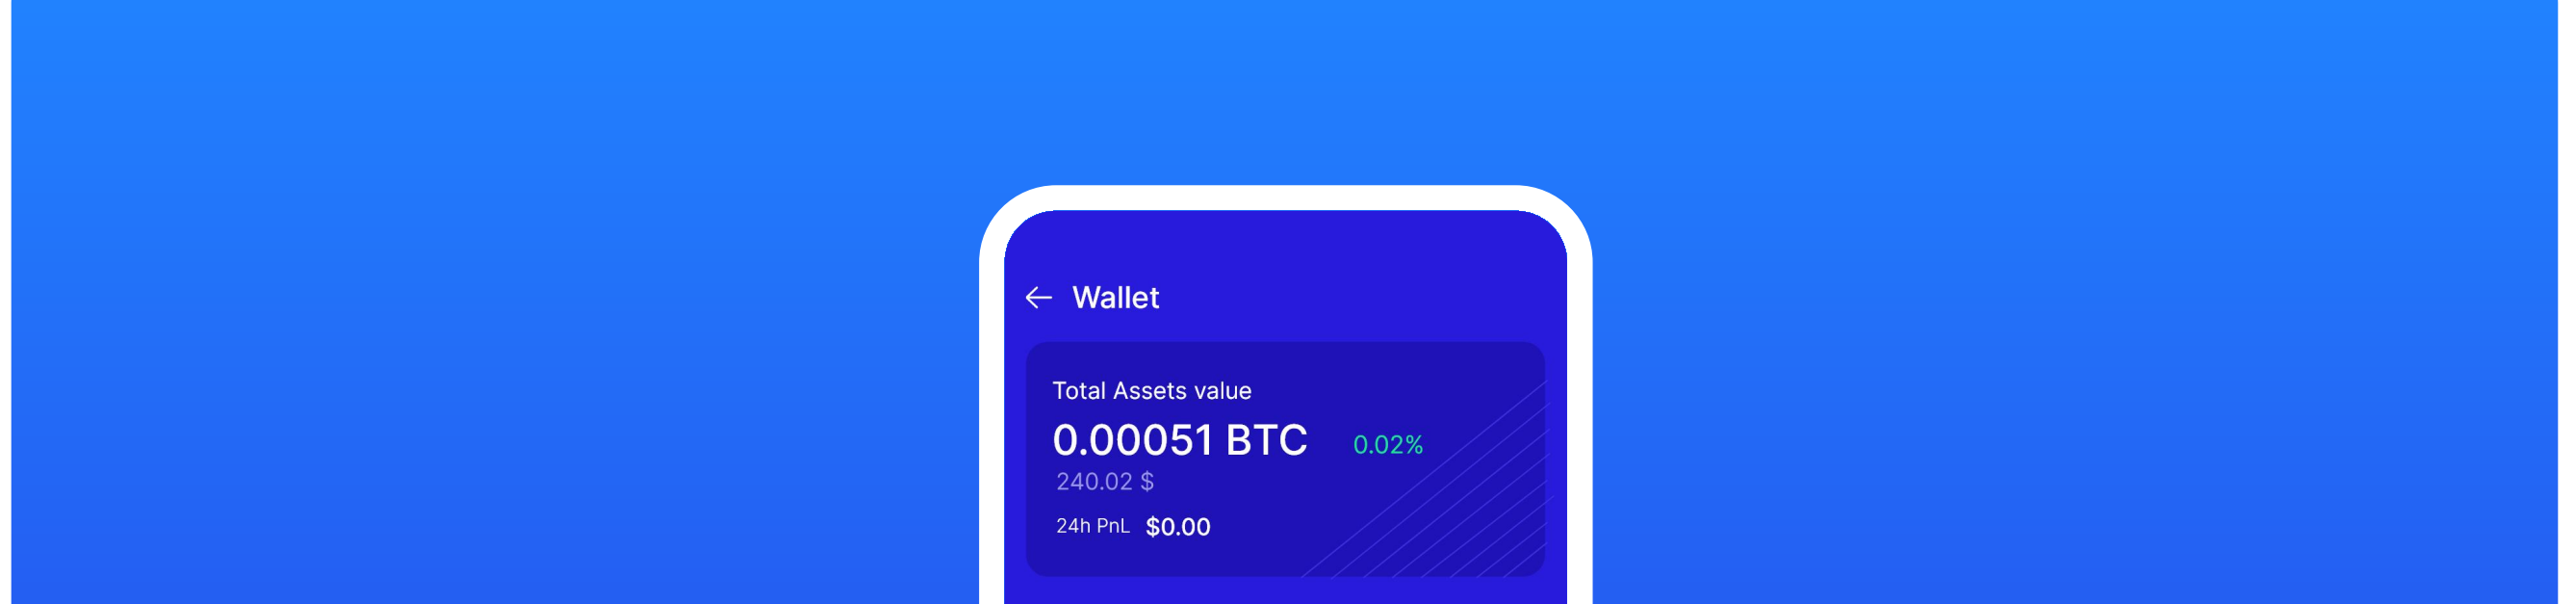 Wallet
Total Assets value
0.00051 BTC 0.02%
240.02 $
24h PnL $0.00